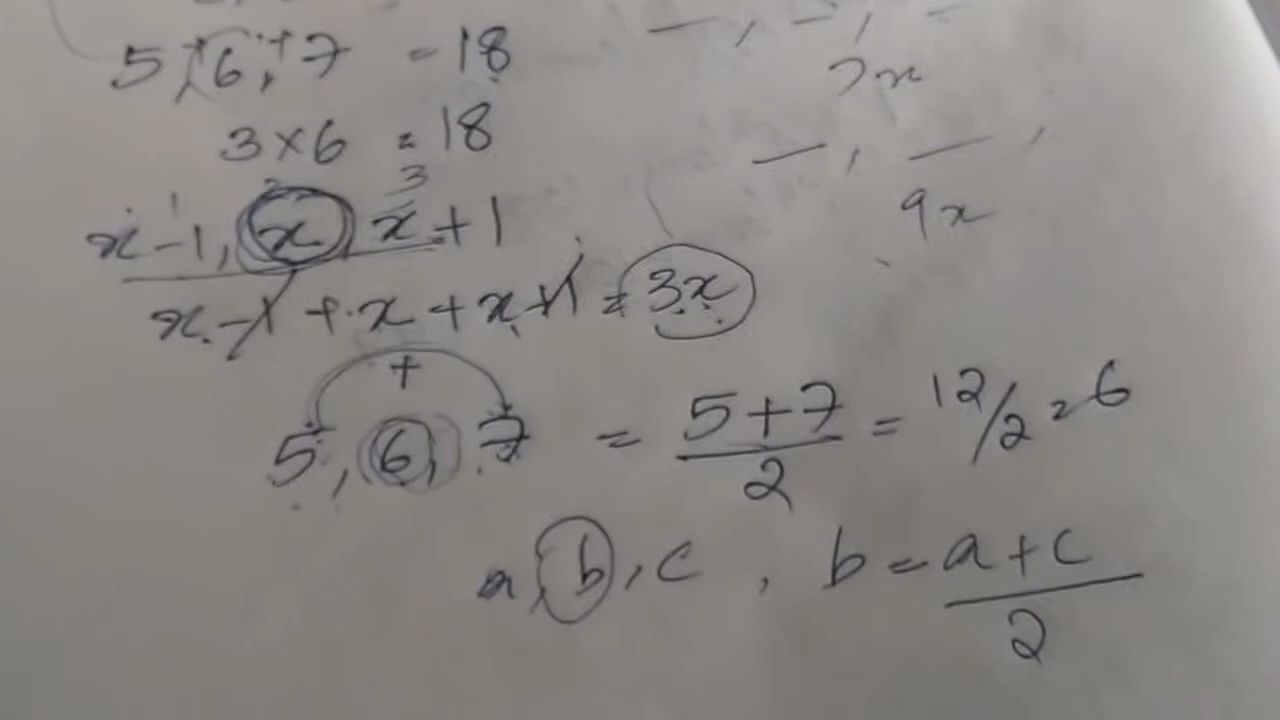 5, 6, 7 = 18
3 × 6 = 18
x - 1, x, x + 1
x - 1 + x + x + 1 = 3x
5, 6, 7 = 5 + 7 / 2 = 12/2 = 6
a, b, c , b = a + c / 2
—, —, —
—, —,
9x